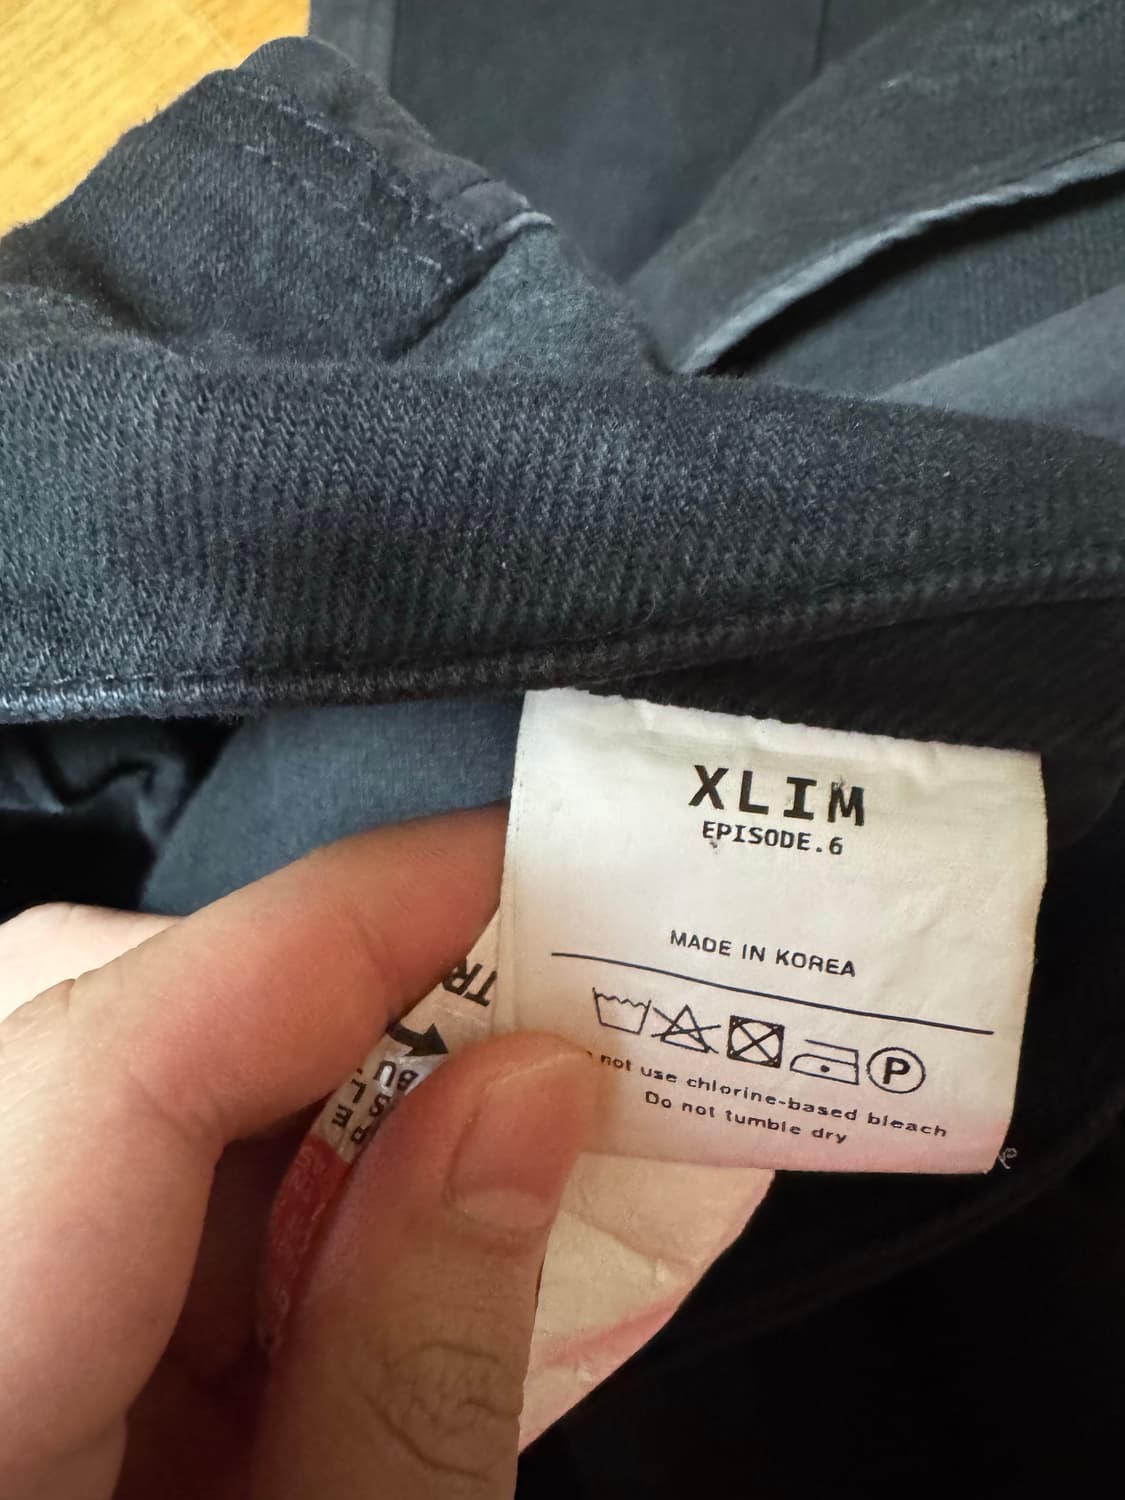 XLIM
EPISODE.6
MADE IN KOREA
P
not use chlorine-based bleach
Do not tumble dry